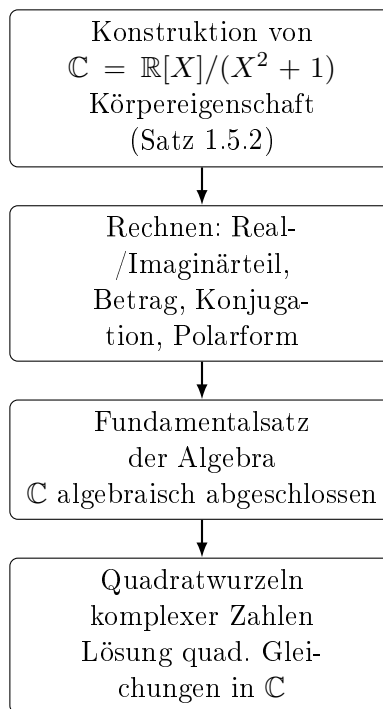 Konstruktion von
ℂ = ℝ[X]/(X² + 1)
Körpereigenschaft
(Satz 1.5.2)
Rechnen: Real-
/Imaginärteil,
Betrag, Konjuga-
tion, Polarform
Fundamentalsatz
der Algebra
ℂ algebraisch abgeschlossen
Quadratwurzeln
komplexer Zahlen
Lösung quad. Glei-
chungen in ℂ